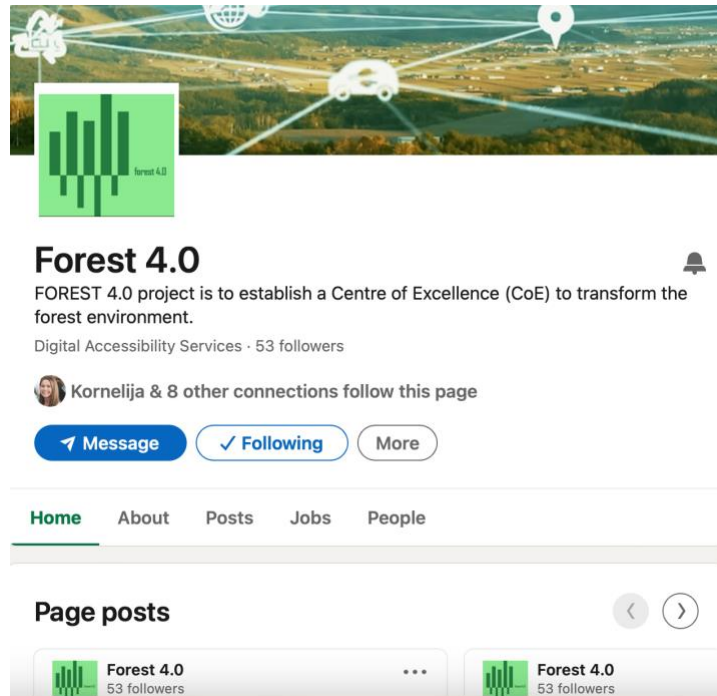 forest 4.0
Forest 4.0
FOREST 4.0 project is to establish a Centre of Excellence (CoE) to transform the
forest environment.
Digital Accessibility Services · 53 followers
Kornelija & 8 other connections follow this page
Message
Following
More
Home
About
Posts
Jobs
People
Page posts
Forest 4.0
53 followers
Forest 4.0
53 followers